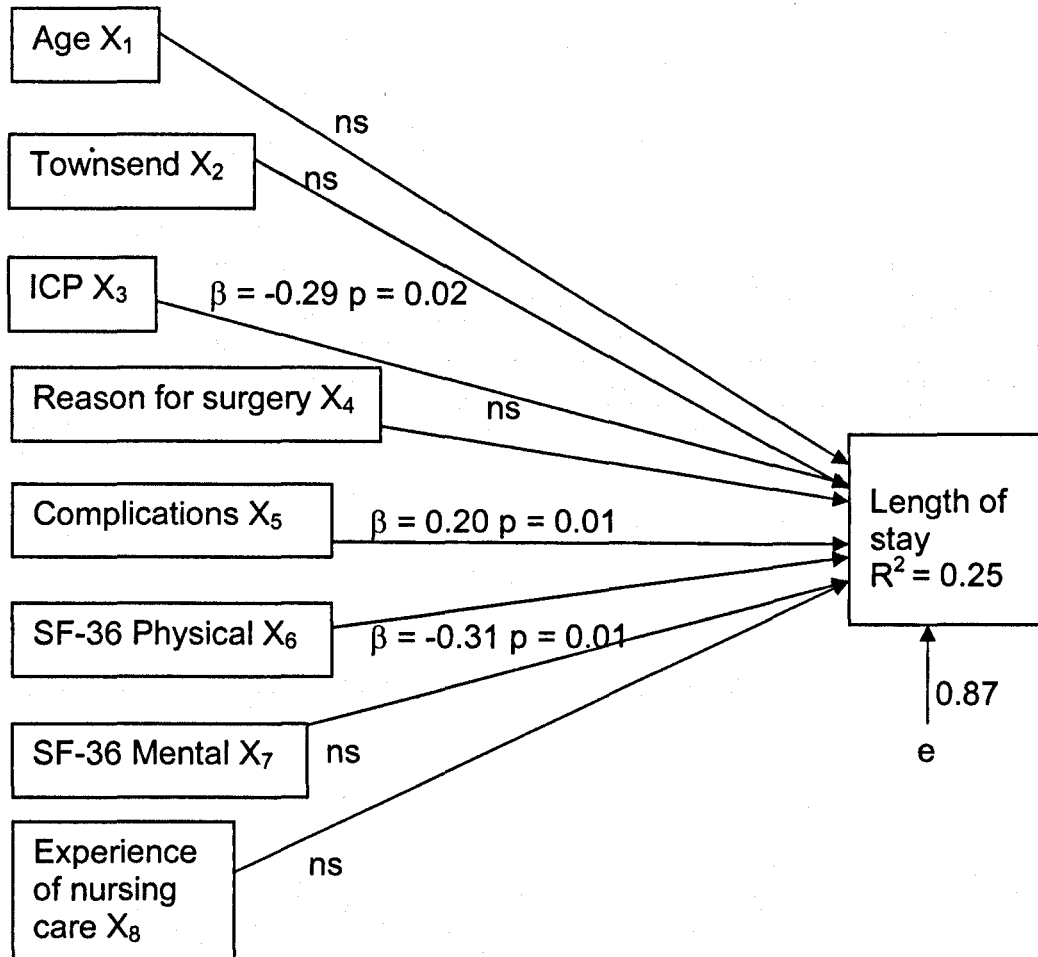 Age X₁
ns
Townsend X₂
ns
ICP X₃
β = -0.29 p = 0.02
Reason for surgery X₄
ns
Complications X₅
β = 0.20 p = 0.01
SF-36 Physical X₆
β = -0.31 p = 0.01
SF-36 Mental X₇
ns
Experience
of nursing
care X₈
ns
Length of
stay
R² = 0.25
0.87
e